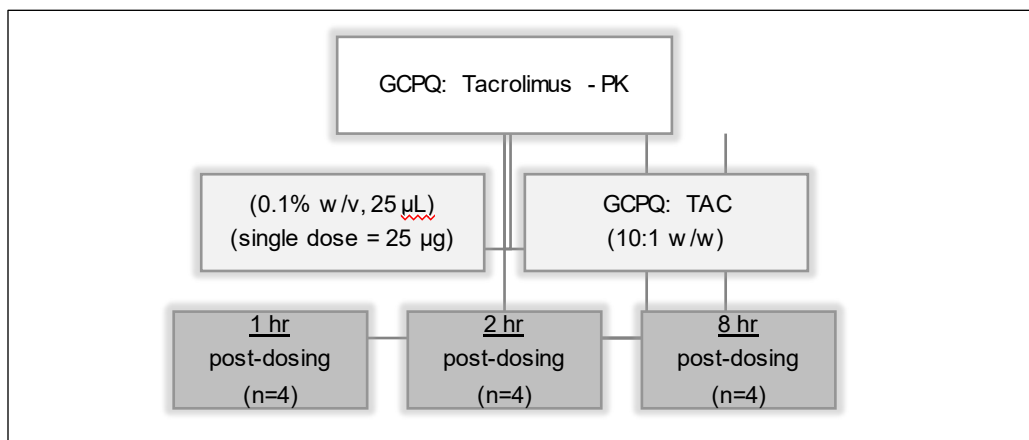 GCPQ: Tacrolimus - PK
(0.1% w/v, 25 µL)
(single dose = 25 µg)
GCPQ: TAC
(10:1 w/w)
1 hr
post-dosing
(n=4)
2 hr
post-dosing
(n=4)
8 hr
post-dosing
(n=4)